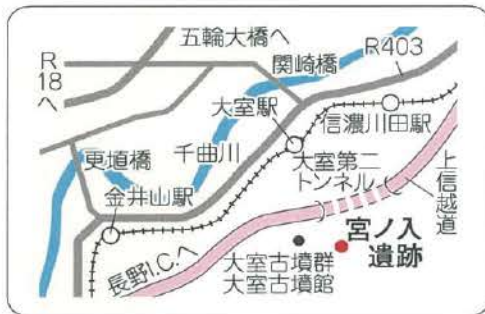 五輪大橋へ
R
18
へ
関崎橋
R403
大室駅
信濃川田駅
更埴橋
千曲川
大室第二
トンネル
上信越道
金井山駅
長野I.C.へ
宮ノ入
遺跡
大室古墳群
大室古墳館